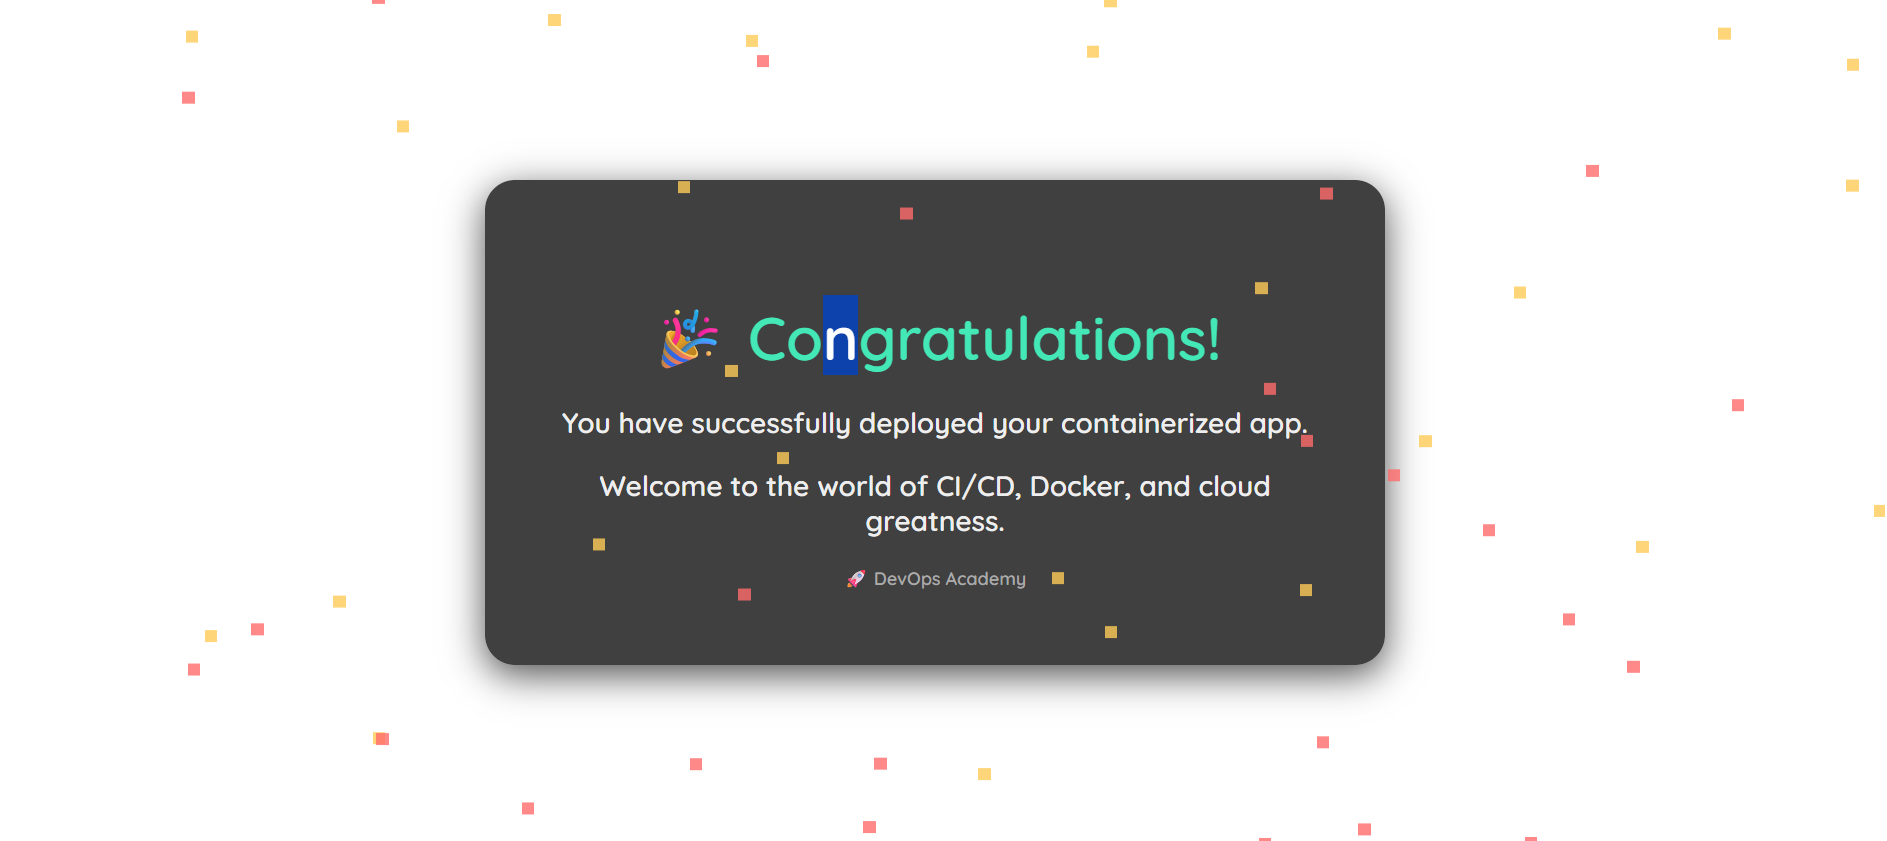 🎉 Congratulations!
You have successfully deployed your containerized app.
Welcome to the world of CI/CD, Docker, and cloud
greatness.
🚀 DevOps Academy